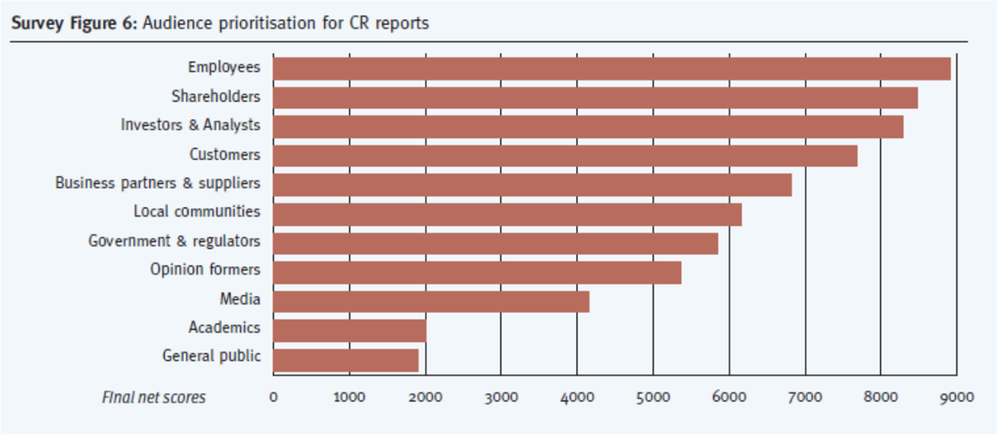 Survey Figure 6: Audience prioritisation for CR reports
Employees
Shareholders
Investors & Analysts
Customers
Business partners & suppliers
Local communities
Government & regulators
Opinion formers
Media
Academics
General public
Final net scores 0 1000 2000 3000 4000 5000 6000 7000 8000 9000